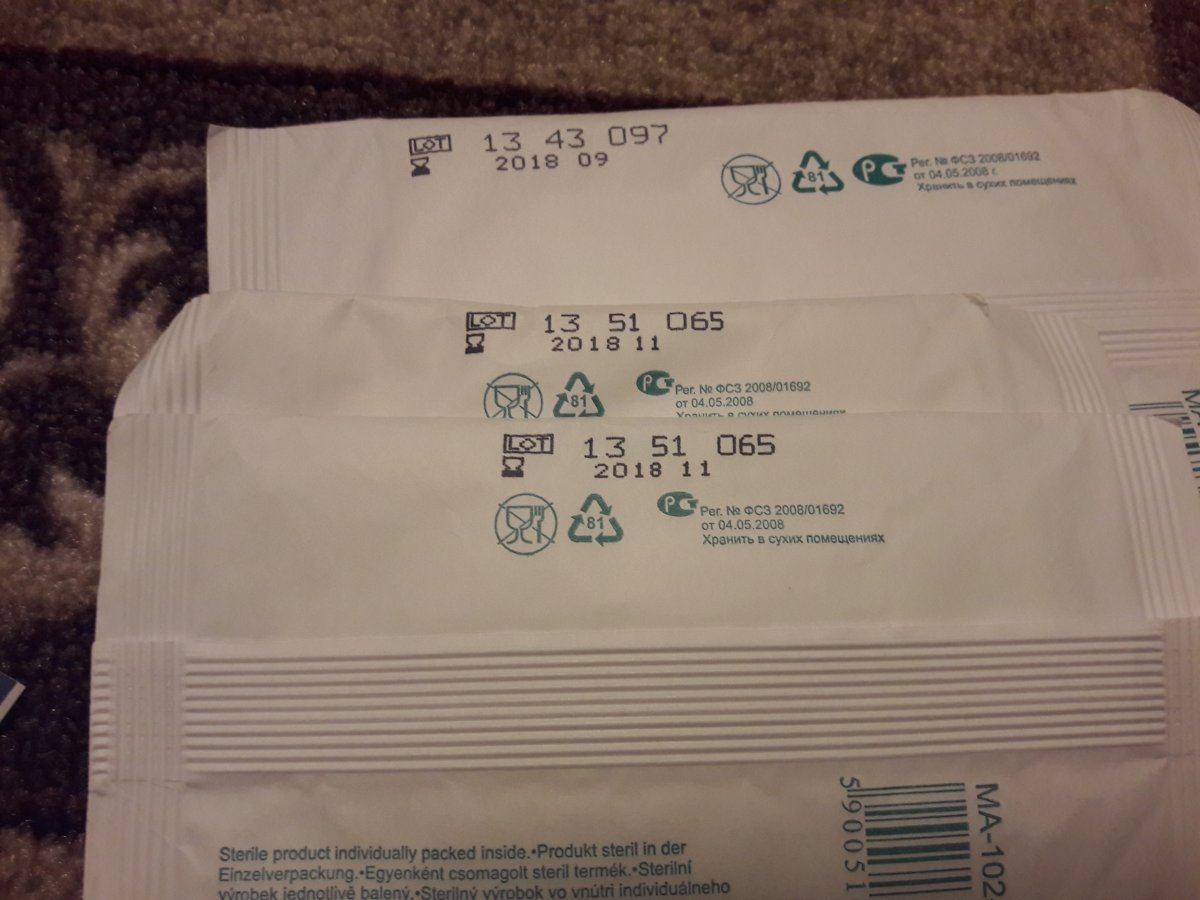 LOT 13 43 097
2018 09
81
Рег. № ФСЗ 2008/01692
от 04.05.2008 г.
Хранить в сухих помещениях
LOT 13 51 065
2018 11
81
Рег. № ФСЗ 2008/01692
от 04.05.2008
Хранить в сухих помещениях
LOT 13 51 065
2018 11
81
Рег. № ФСЗ 2008/01692
от 04.05.2008
Хранить в сухих помещениях
Sterile product individually packed inside.•Produkt steril in der
Einzelverpackung.•Egyenként csomagolt steril termék.•Sterilní
výrobek jednotlivě balený.•Sterilný výrobok vo vnútri individuálneho
MA-102
590051